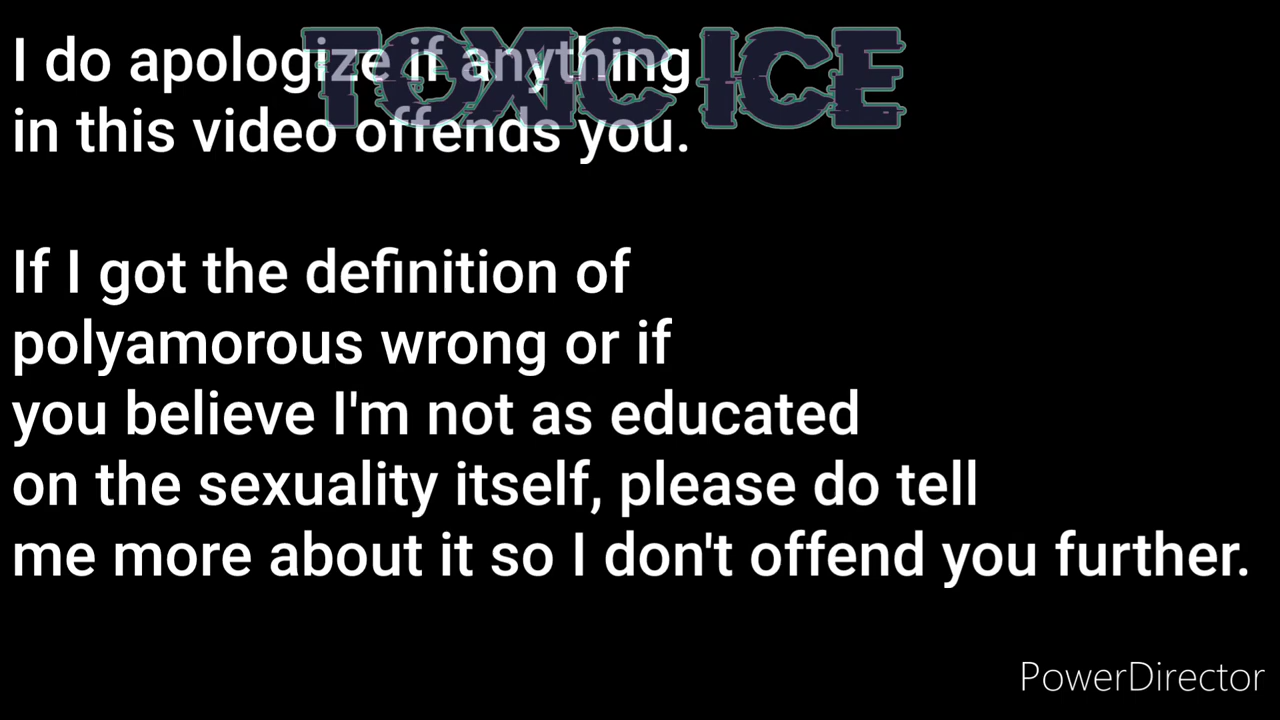 TOXIC ICE
I do apologize if anything
in this video offends you.
If I got the definition of
polyamorous wrong or if
you believe I'm not as educated
on the sexuality itself, please do tell
me more about it so I don't offend you further.
PowerDirector